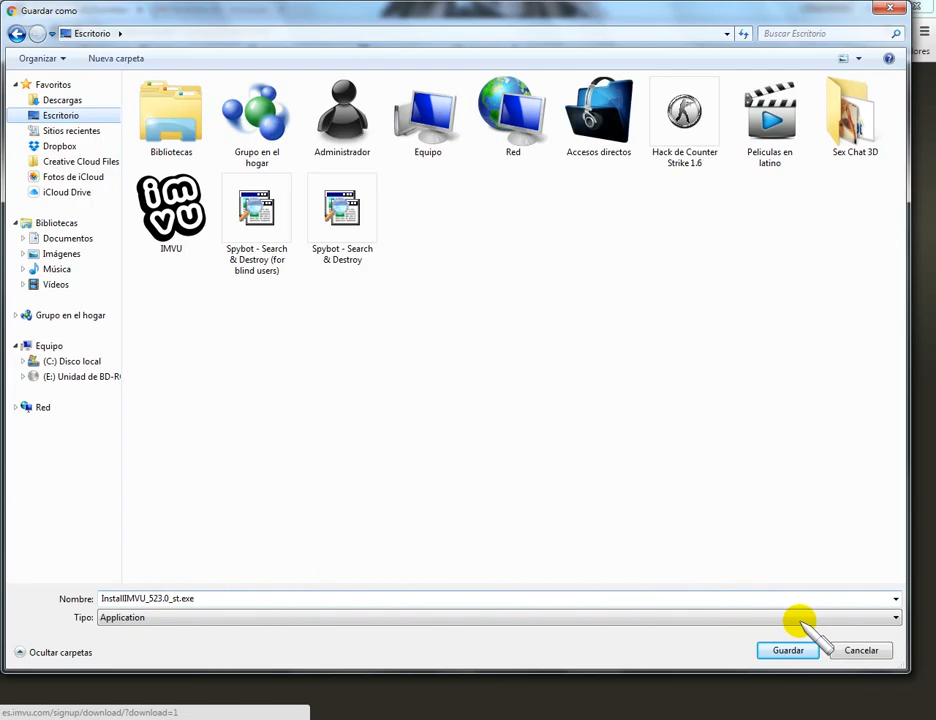 Guardar como
Escritorio
Buscar Escritorio
Organizar
Nueva carpeta
Favoritos
Descargas
Escritorio
Sitios recientes
Dropbox
Creative Cloud Files
Fotos de iCloud
iCloud Drive
Bibliotecas
Documentos
Imágenes
Música
Vídeos
Grupo en el hogar
Equipo
(C:) Disco local
(E:) Unidad de BD-R
Red
Bibliotecas
Grupo en el
hogar
Administrador
Equipo
Red
Accesos directos
Hack de Counter
Strike 1.6
Peliculas en
latino
Sex Chat 3D
imvu
IMVU
Spybot - Search
& Destroy (for
blind users)
Spybot - Search
& Destroy
Nombre: InstallIMVU_523.0_st.exe
Tipo: Application
Ocultar carpetas
Guardar
Cancelar
es.imvu.com/signup/download/?download=1